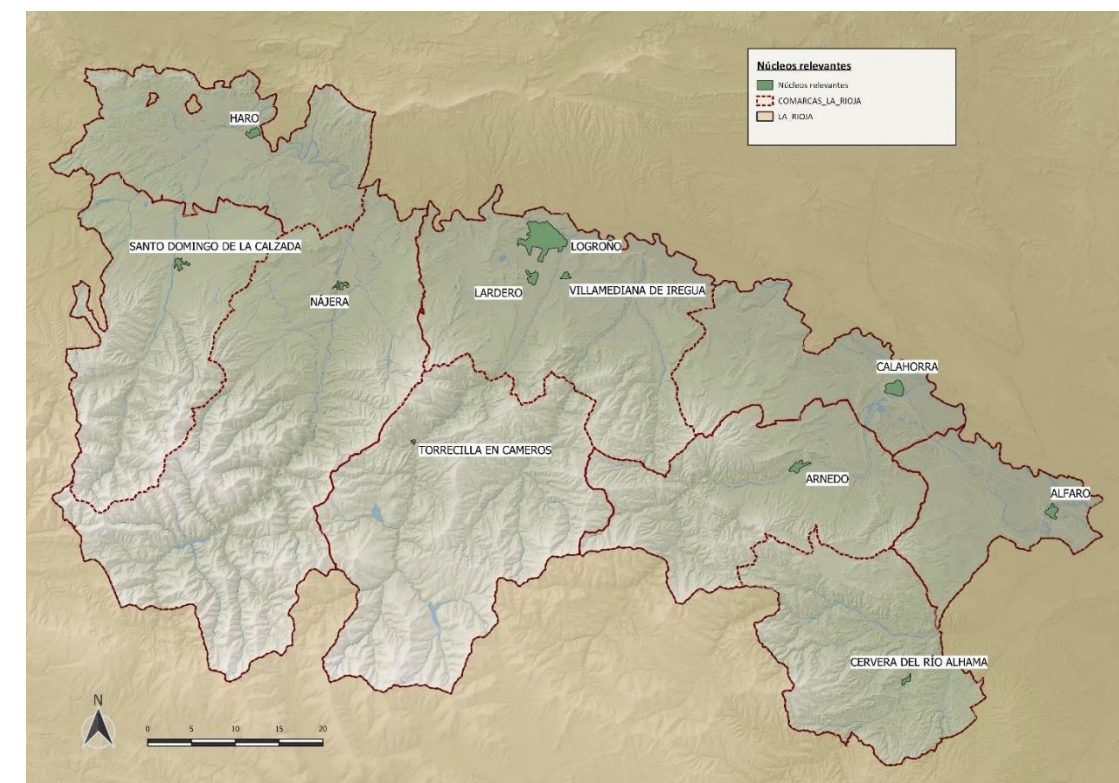 Núcleos relevantes
Núcleos relevantes
COMARCAS_LA_RIOJA
LA_RIOJA
HARO
SANTO DOMINGO DE LA CALZADA
LOGROÑO
NÁJERA
LARDERO
VILLAMEDIANA DE IREGUA
CALAHORRA
TORRECILLA EN CAMEROS
ARNEDO
ALFARO
CERVERA DEL RÍO ALHAMA
N
0 5 10 15 20